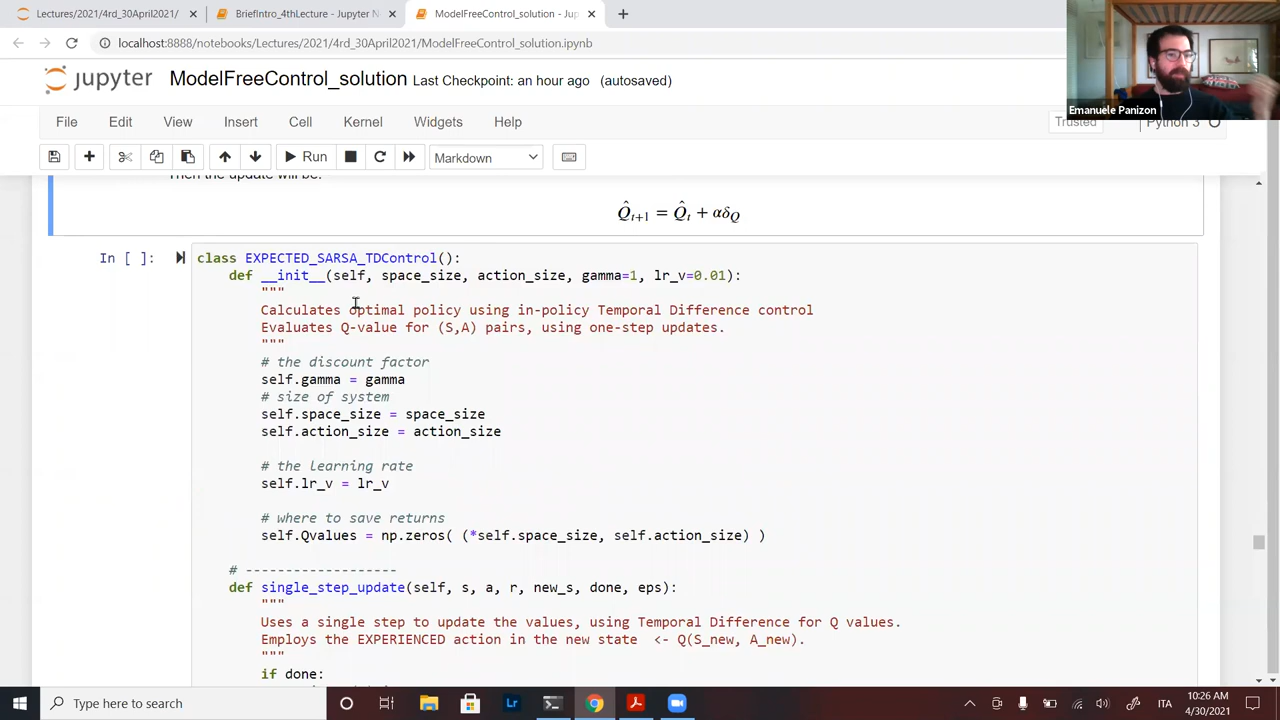 Lectures/2021/4rd_30April2021/
BriefIntro_4thLecture - Jupyter N
ModelFreeControl_solution - Jup
localhost:8888/notebooks/Lectures/2021/4rd_30April2021/ModelFreeControl_solution.ipynb
jupyter ModelFreeControl_solution Last Checkpoint: an hour ago (autosaved)
Emanuele Panizon
File Edit View Insert Cell Kernel Widgets Help
Trusted Python 3
Run Markdown
Then the update will be:
Q̂t+1 = Q̂t + αδQ
In [ ]:
class EXPECTED_SARSA_TDControl():
def __init__(self, space_size, action_size, gamma=1, lr_v=0.01):
"""
Calculates optimal policy using in-policy Temporal Difference control
Evaluates Q-value for (S,A) pairs, using one-step updates.
"""
# the discount factor
self.gamma = gamma
# size of system
self.space_size = space_size
self.action_size = action_size
# the learning rate
self.lr_v = lr_v
# where to save returns
self.Qvalues = np.zeros( (*self.space_size, self.action_size) )
# -------------------
def single_step_update(self, s, a, r, new_s, done, eps):
"""
Uses a single step to update the values, using Temporal Difference for Q values.
Employs the EXPERIENCED action in the new state <- Q(S_new, A_new).
"""
if done:
Type here to search
ITA
10:26 AM
4/30/2021